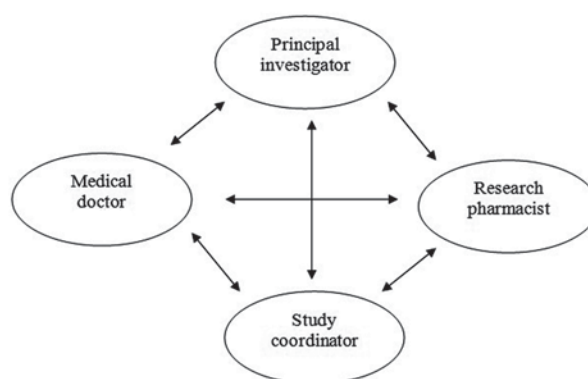 Principal
investigator
Medical
doctor
Research
pharmacist
Study
coordinator